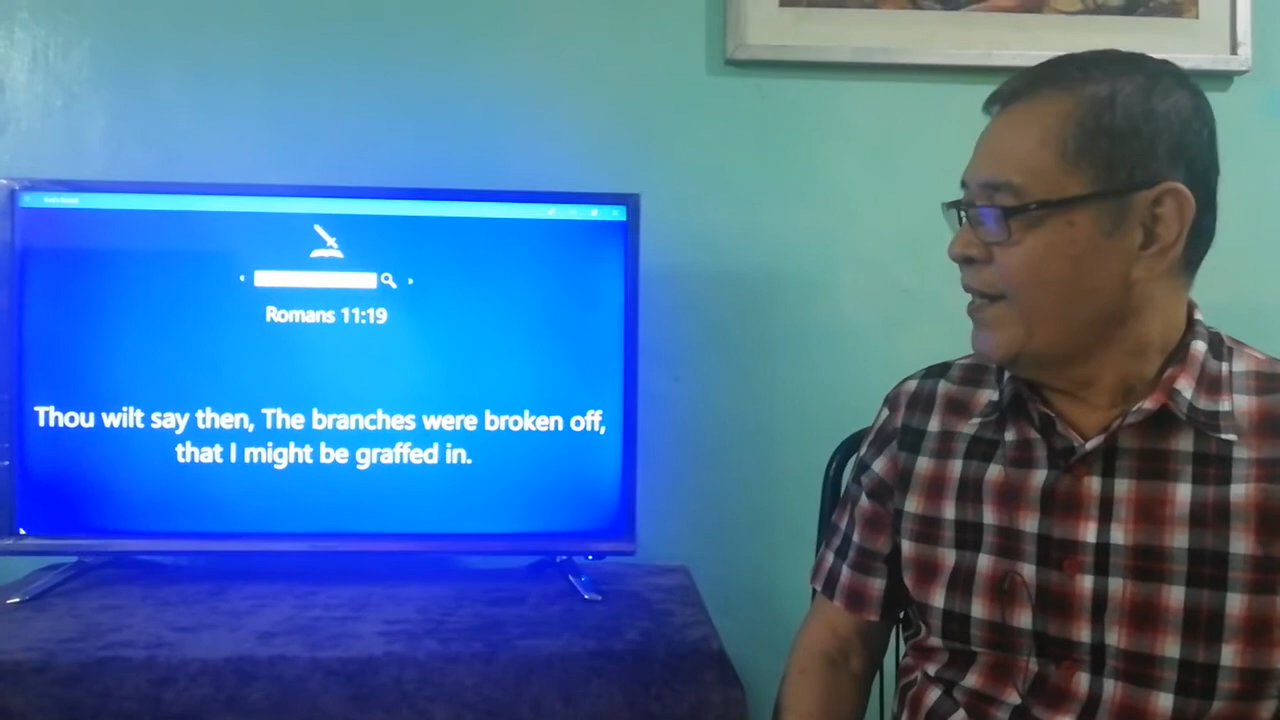 Romans 11:19
Thou wilt say then, The branches were broken off,
that I might be graffed in.